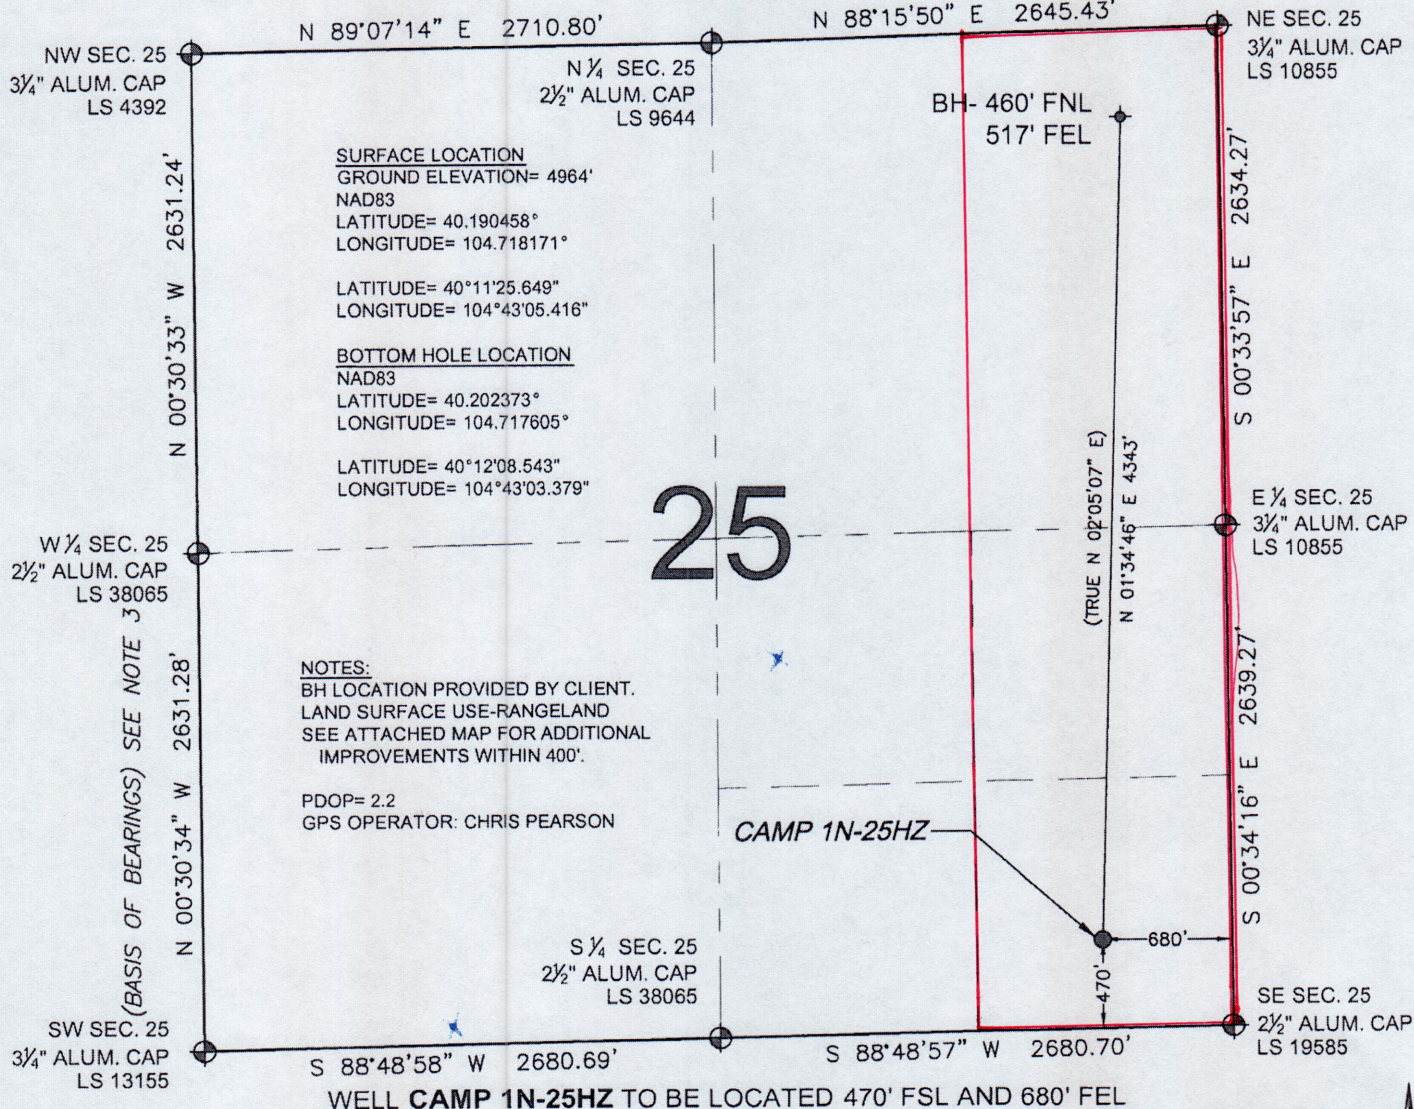 N 89°07'14" E 2710.80'
N 88°15'50" E 2645.43'
NW SEC. 25
3¼" ALUM. CAP
LS 4392
N ¼ SEC. 25
2½" ALUM. CAP
LS 9644
NE SEC. 25
3¼" ALUM. CAP
LS 10855
BH- 460' FNL
517' FEL
SURFACE LOCATION
GROUND ELEVATION= 4964'
NAD83
LATITUDE= 40.190458°
LONGITUDE= 104.718171°
LATITUDE= 40°11'25.649"
LONGITUDE= 104°43'05.416"
BOTTOM HOLE LOCATION
NAD83
LATITUDE= 40.202373°
LONGITUDE= 104.717605°
LATITUDE= 40°12'08.543"
LONGITUDE= 104°43'03.379"
N 00°30'33" W 2631.24'
S 00°33'57" E 2634.27'
(TRUE N 02°05'07" E)
N 01°34'46" E 4343'
25
W ¼ SEC. 25
2½" ALUM. CAP
LS 38065
E ¼ SEC. 25
3¼" ALUM. CAP
LS 10855
(BASIS OF BEARINGS) SEE NOTE 3
N 00°30'34" W 2631.28'
NOTES:
BH LOCATION PROVIDED BY CLIENT.
LAND SURFACE USE-RANGELAND
SEE ATTACHED MAP FOR ADDITIONAL
IMPROVEMENTS WITHIN 400'.
PDOP= 2.2
GPS OPERATOR: CHRIS PEARSON
CAMP 1N-25HZ
S 00°34'16" E 2639.27'
680'
470'
S ¼ SEC. 25
2½" ALUM. CAP
LS 38065
SW SEC. 25
3¼" ALUM. CAP
LS 13155
SE SEC. 25
2½" ALUM. CAP
LS 19585
S 88°48'58" W 2680.69'
S 88°48'57" W 2680.70'
WELL CAMP 1N-25HZ TO BE LOCATED 470' FSL AND 680' FEL